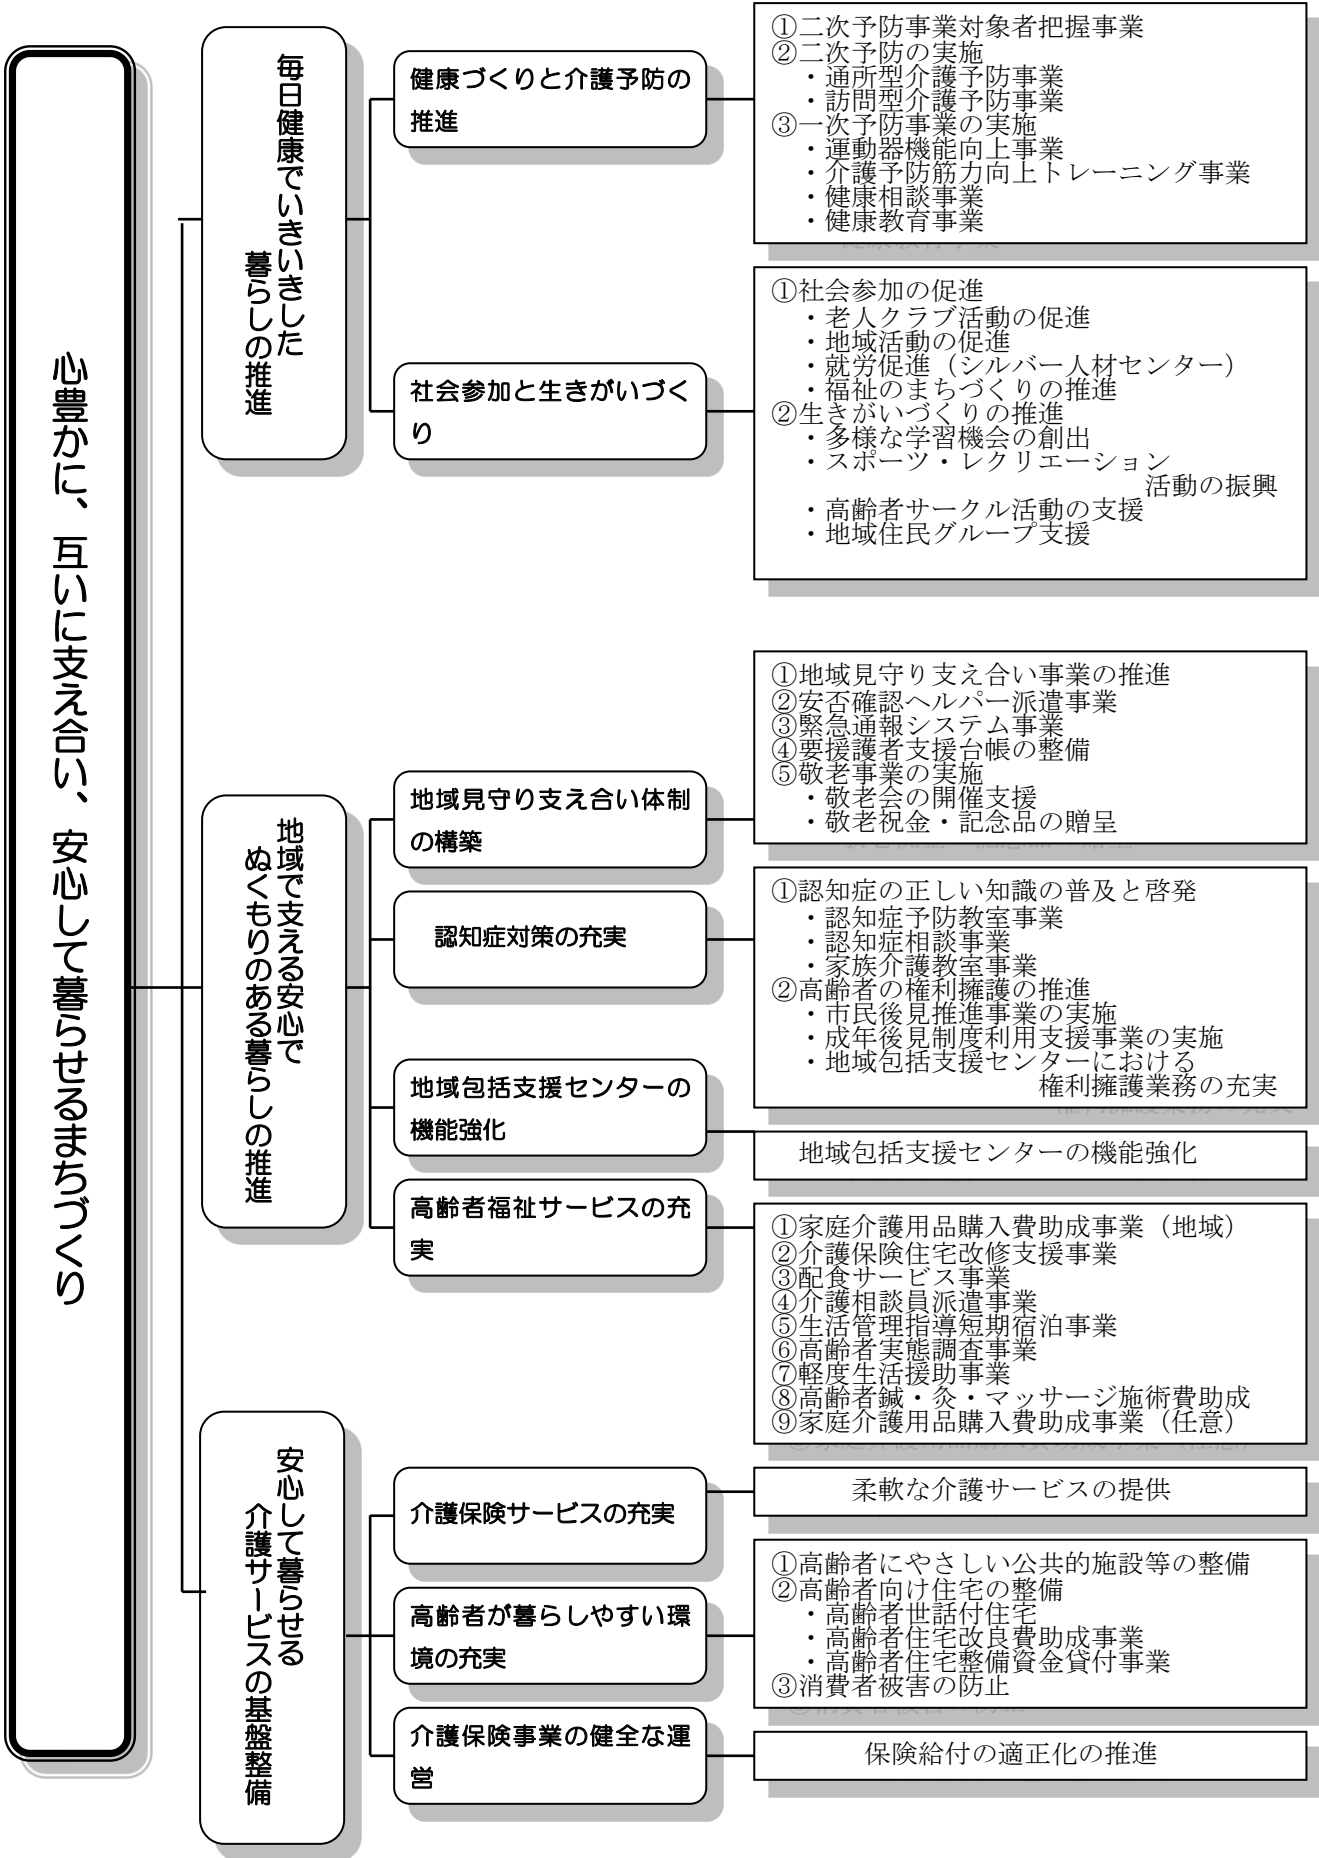 心豊かに、互いに支え合い、安心して暮らせるまちづくり
毎日健康でいきいきした
暮らしの推進
健康づくりと介護予防の
推進
①二次予防事業対象者把握事業
②二次予防の実施
・通所型介護予防事業
・訪問型介護予防事業
③一次予防事業の実施
・運動器機能向上事業
・介護予防筋力向上トレーニング事業
・健康相談事業
・健康教育事業
社会参加と生きがいづく
り
①社会参加の促進
・老人クラブ活動の促進
・地域活動の促進
・就労促進（シルバー人材センター）
・福祉のまちづくりの推進
②生きがいづくりの推進
・多様な学習機会の創出
・スポーツ・レクリエーション
活動の振興
・高齢者サークル活動の支援
・地域住民グループ支援
地域で支える安心で
ぬくもりのある暮らしの推進
地域見守り支え合い体制
の構築
①地域見守り支え合い事業の推進
②安否確認ヘルパー派遣事業
③緊急通報システム事業
④要援護者支援台帳の整備
⑤敬老事業の実施
・敬老会の開催支援
・敬老祝金・記念品の贈呈
認知症対策の充実
①認知症の正しい知識の普及と啓発
・認知症予防教室事業
・認知症相談事業
・家族介護教室事業
②高齢者の権利擁護の推進
・市民後見推進事業の実施
・成年後見制度利用支援事業の実施
・地域包括支援センターにおける
権利擁護業務の充実
地域包括支援センターの
機能強化
地域包括支援センターの機能強化
高齢者福祉サービスの充
実
①家庭介護用品購入費助成事業（地域）
②介護保険住宅改修支援事業
③配食サービス事業
④介護相談員派遣事業
⑤生活管理指導短期宿泊事業
⑥高齢者実態調査事業
⑦軽度生活援助事業
⑧高齢者鍼・灸・マッサージ施術費助成
⑨家庭介護用品購入費助成事業（任意）
安心して暮らせる
介護サービスの基盤整備
介護保険サービスの充実
柔軟な介護サービスの提供
高齢者が暮らしやすい環
境の充実
①高齢者にやさしい公共的施設等の整備
②高齢者向け住宅の整備
・高齢者世話付住宅
・高齢者住宅改良費助成事業
・高齢者住宅整備資金貸付事業
③消費者被害の防止
介護保険事業の健全な運
営
保険給付の適正化の推進